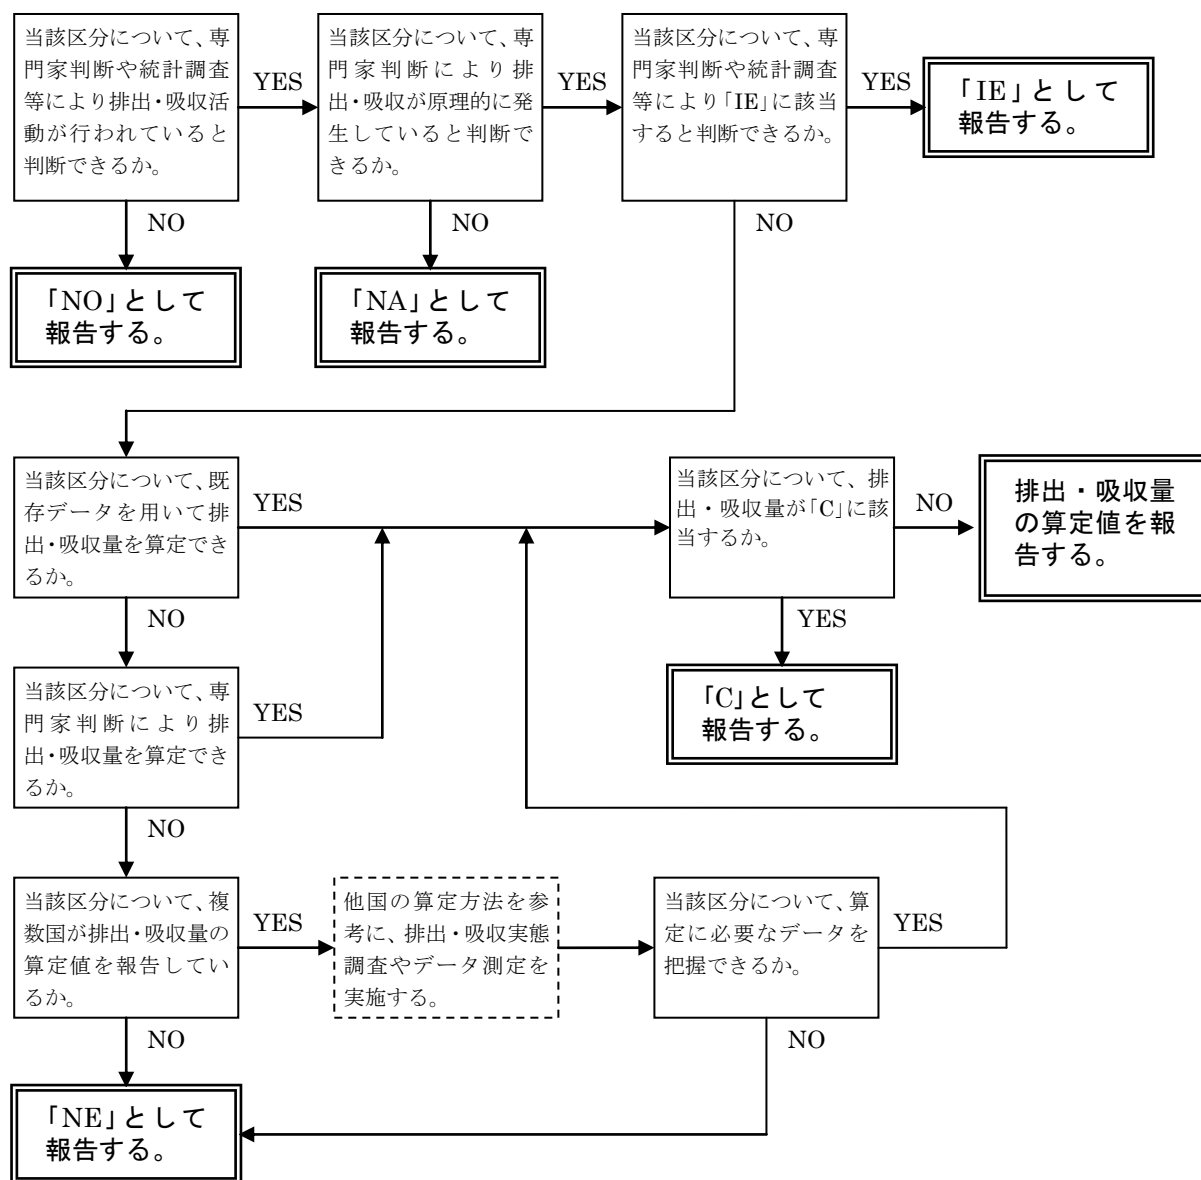 当該区分について、専
門家判断や統計調査
等により排出・吸収活
動が行われていると
判断できるか。
YES
NO
「NO」として
報告する。
当該区分について、専
門家判断により排
出・吸収が原理的に発
生していると判断で
きるか。
YES
NO
「NA」として
報告する。
当該区分について、専
門家判断や統計調査
等により「IE」に該当
すると判断できるか。
YES
NO
「IE」として
報告する。
当該区分について、既
存データを用いて排
出・吸収量を算定でき
るか。
YES
NO
当該区分について、排
出・吸収量が「C」に該
当するか。
NO
YES
排出・吸収量
の算定値を報
告する。
「C」として
報告する。
当該区分について、専
門家判断により排
出・吸収量を算定でき
るか。
YES
NO
当該区分について、複
数国が排出・吸収量の
算定値を報告してい
るか。
YES
NO
他国の算定方法を参
考に、排出・吸収実態
調査やデータ測定を
実施する。
当該区分について、算
定に必要なデータを
把握できるか。
YES
NO
「NE」として
報告する。